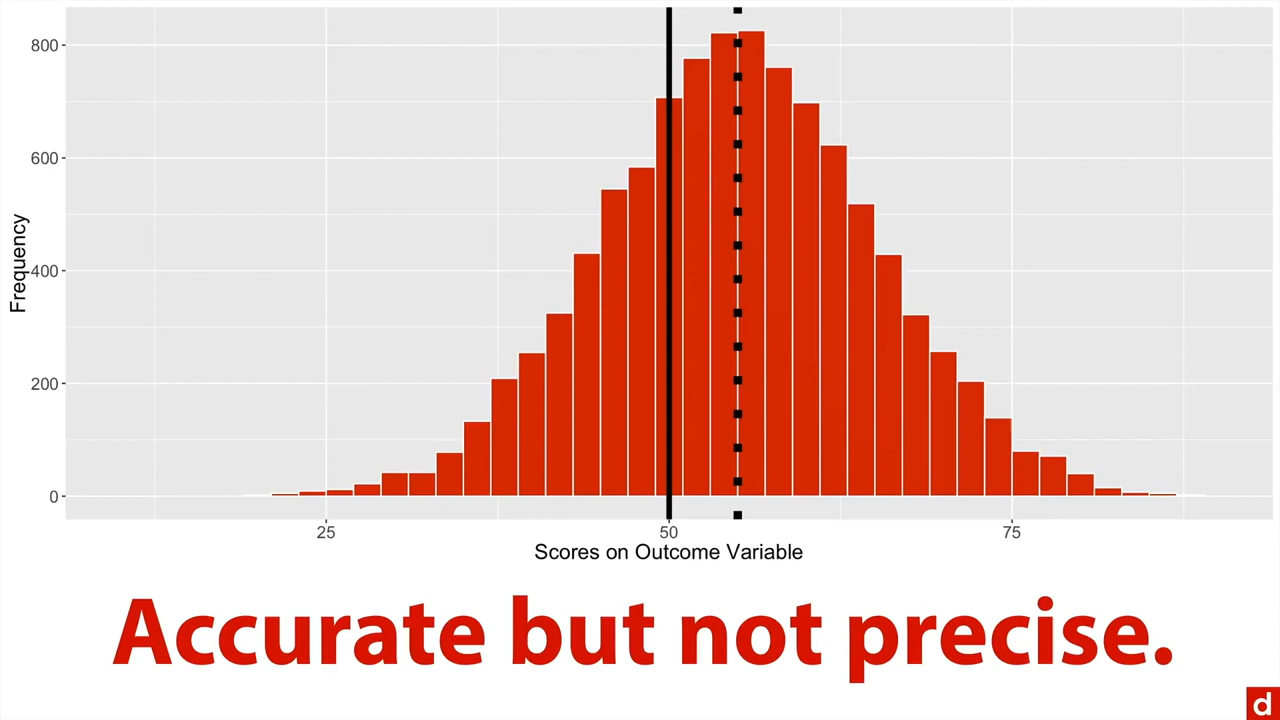 800
600
400
200
0
Frequency
25 50 75
Scores on Outcome Variable
Accurate but not precise.
d